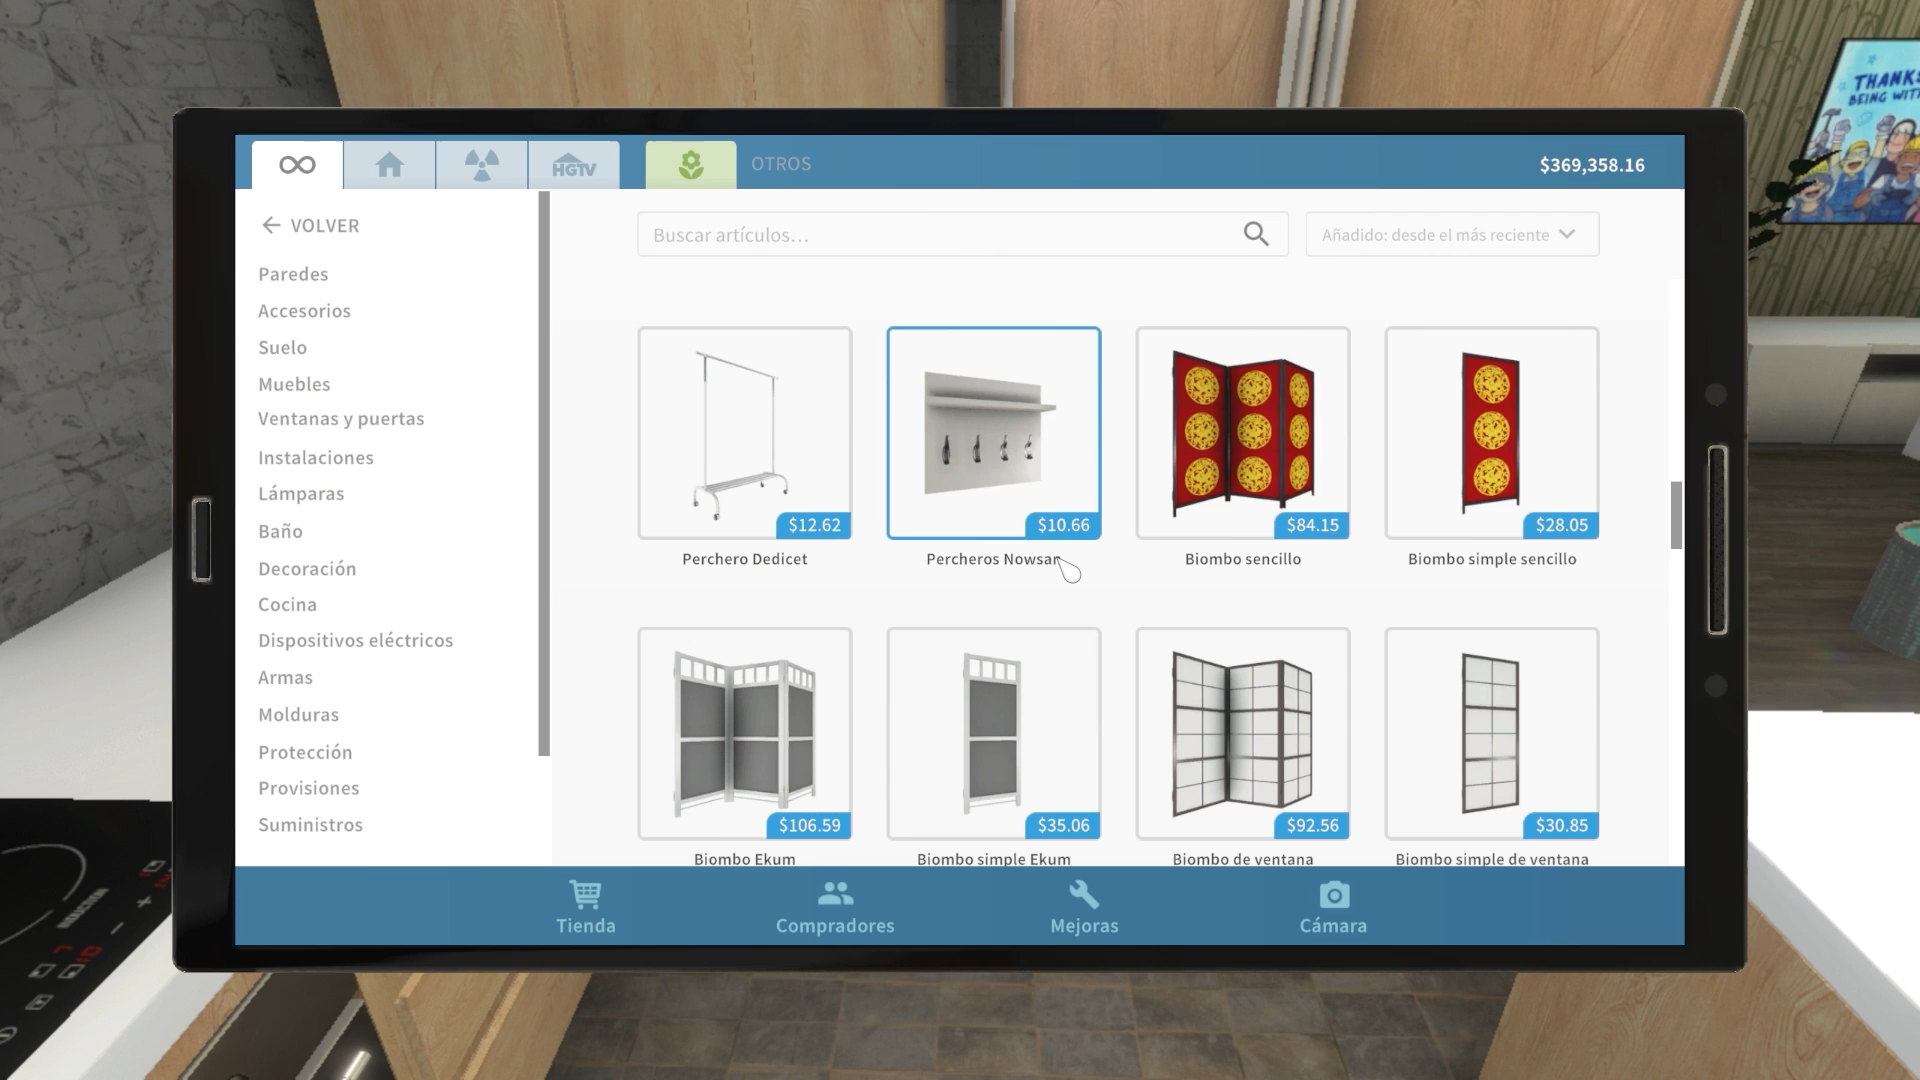 THANKS
BEING WITH
HGTV
OTROS
$369,358.16
VOLVER
Buscar artículos...
Añadido: desde el más reciente
Paredes
Accesorios
Suelo
Muebles
Ventanas y puertas
Instalaciones
Lámparas
Baño
Decoración
Cocina
Dispositivos eléctricos
Armas
Molduras
Protección
Provisiones
Suministros
$12.62
$10.66
$84.15
$28.05
Perchero Dedicet
Percheros Nowsan
Biombo sencillo
Biombo simple sencillo
$106.59
$35.06
$92.56
$30.85
Biombo Ekum
Biombo simple Ekum
Biombo de ventana
Biombo simple de ventana
Tienda
Compradores
Mejoras
Cámara